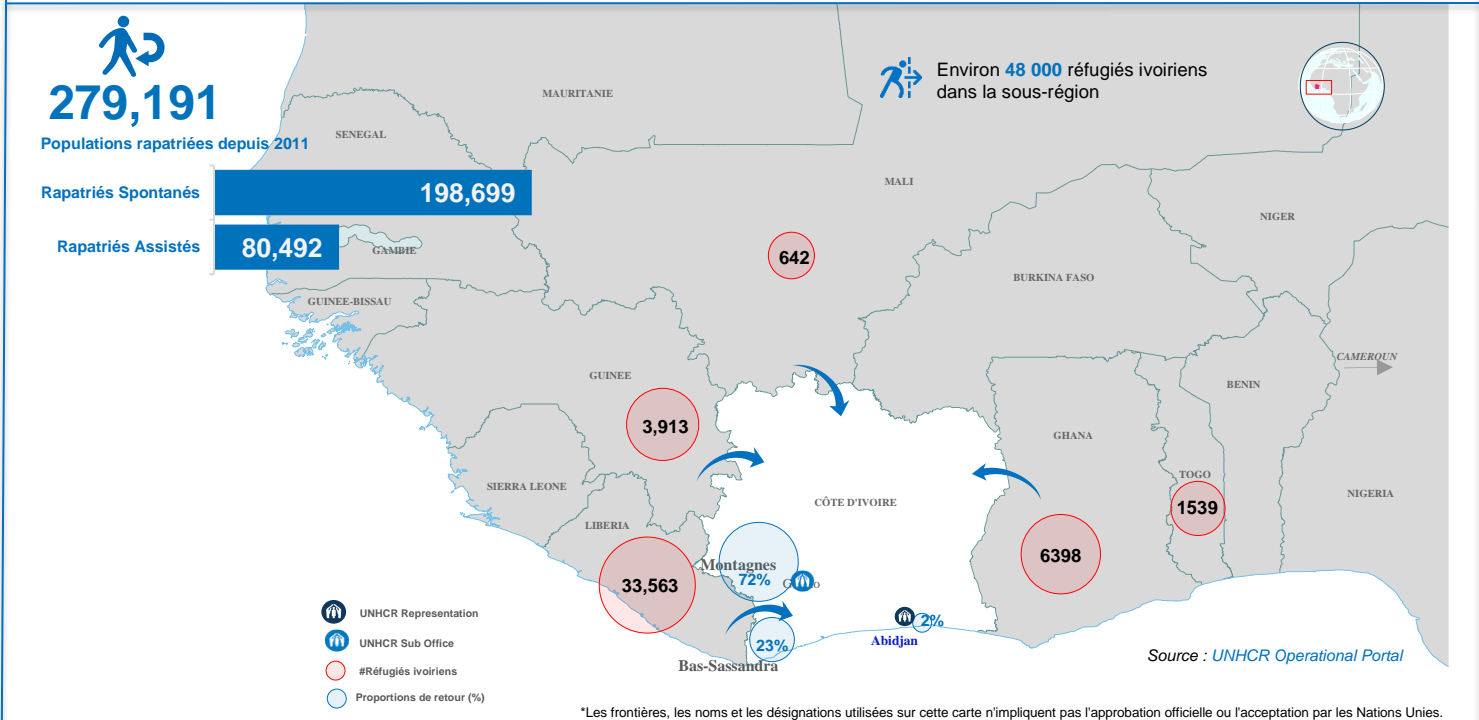 279,191
Populations rapatriées depuis 2011
Rapatriés Spontanés
198,699
Rapatriés Assistés
80,492
Environ 48 000 réfugiés ivoiriens
dans la sous-région
MAURITANIE
SENEGAL
MALI
NIGER
GAMBIE
642
BURKINA FASO
GUINEE-BISSAU
CAMEROUN
GUINEE
BENIN
3,913
GHANA
SIERRA LEONE
TOGO
NIGERIA
CÔTE D'IVOIRE
1539
LIBERIA
6398
Montagnes
72%
33,563
UNHCR Representation
2%
Abidjan
UNHCR Sub Office
23%
Bas-Sassandra
Source : UNHCR Operational Portal
#Réfugiés ivoiriens
Proportions de retour (%)
*Les frontières, les noms et les désignations utilisées sur cette carte n'impliquent pas l'approbation officielle ou l'acceptation par les Nations Unies.